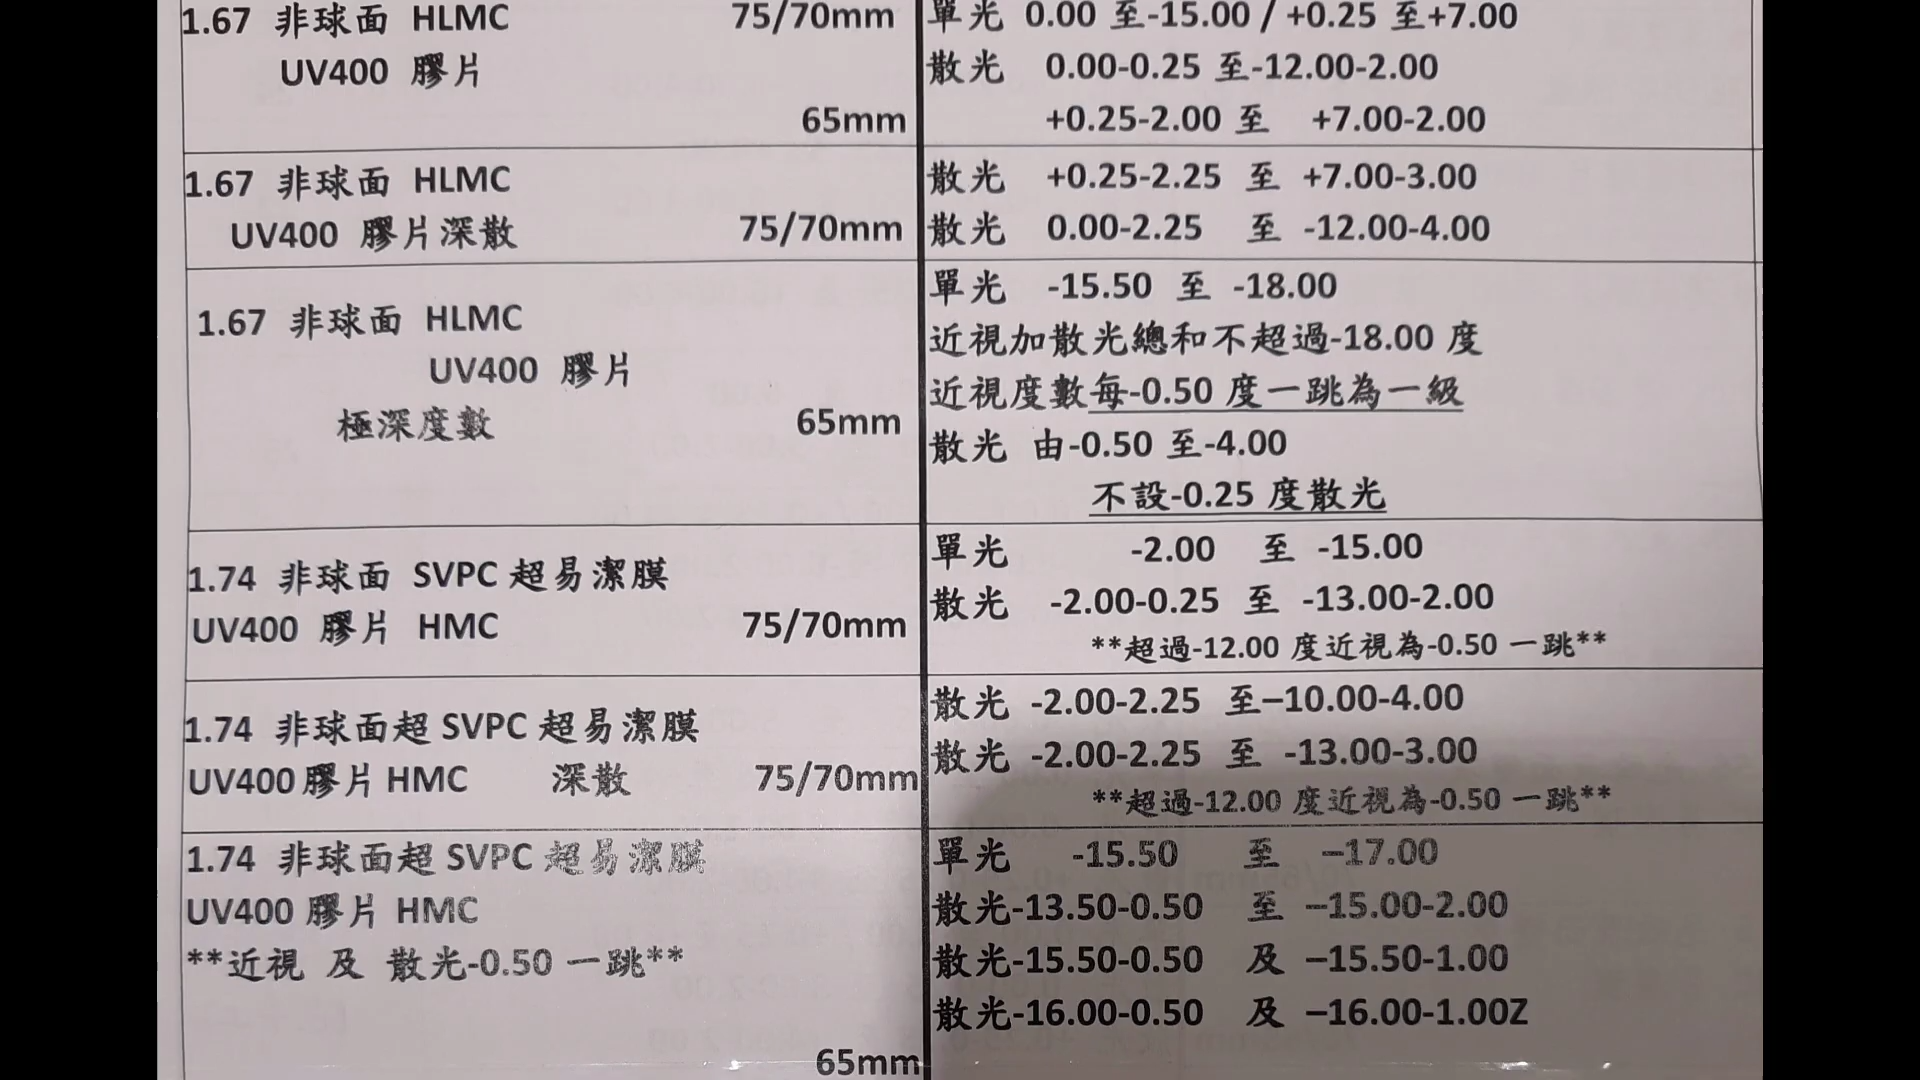 1.67 非球面 HLMC 75/70mm
UV400 膠片
65mm
單光 0.00 至-15.00 / +0.25 至+7.00
散光 0.00-0.25 至-12.00-2.00
+0.25-2.00 至 +7.00-2.00
1.67 非球面 HLMC
UV400 膠片深散 75/70mm
散光 +0.25-2.25 至 +7.00-3.00
散光 0.00-2.25 至 -12.00-4.00
1.67 非球面 HLMC
UV400 膠片
極深度數 65mm
單光 -15.50 至 -18.00
近視加散光總和不超過-18.00 度
近視度數每-0.50 度一跳為一級
散光 由-0.50 至-4.00
不設-0.25 度散光
1.74 非球面 SVPC 超易潔膜
UV400 膠片 HMC 75/70mm
單光 -2.00 至 -15.00
散光 -2.00-0.25 至 -13.00-2.00
**超過-12.00 度近視為-0.50 一跳**
1.74 非球面超 SVPC 超易潔膜
UV400 膠片 HMC 深散 75/70mm
散光 -2.00-2.25 至–10.00-4.00
散光 -2.00-2.25 至 -13.00-3.00
**超過-12.00 度近視為-0.50 一跳**
1.74 非球面超 SVPC 超易潔膜
UV400 膠片 HMC
**近視 及 散光-0.50 一跳**
65mm
單光 -15.50 至 –17.00
散光-13.50-0.50 至 –15.00-2.00
散光-15.50-0.50 及 –15.50-1.00
散光-16.00-0.50 及 –16.00-1.00Z